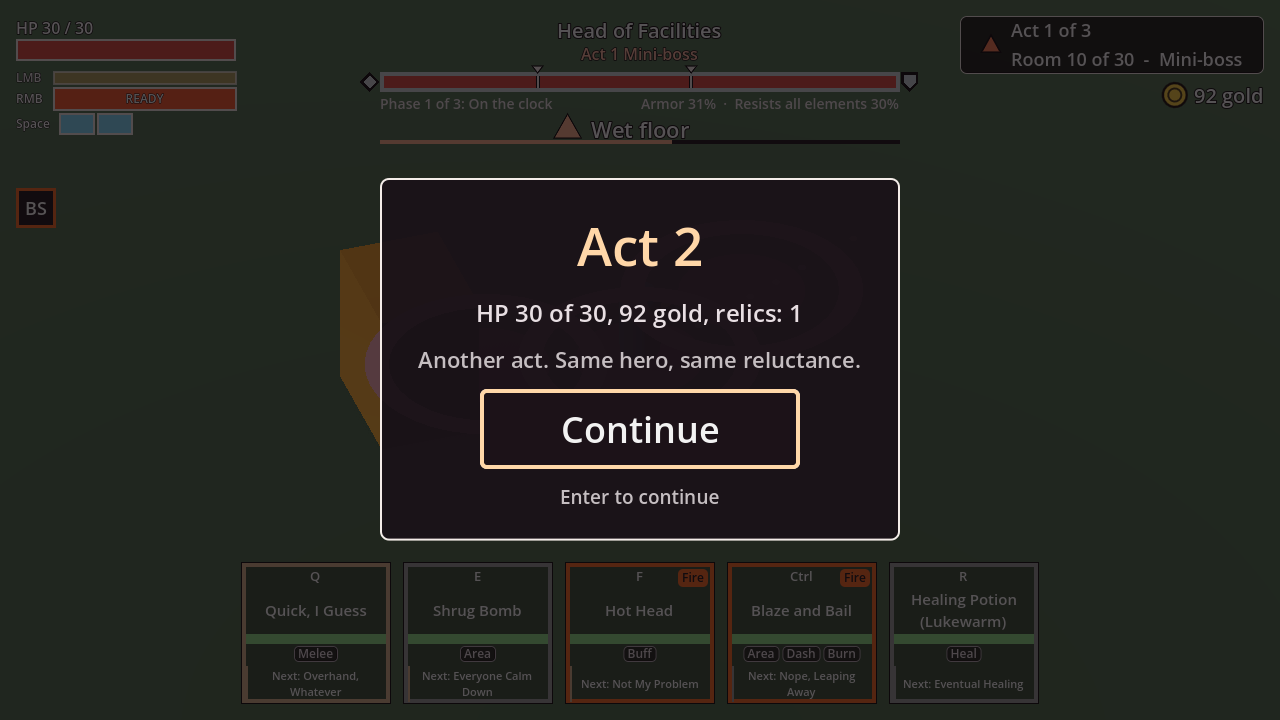 HP 30 / 30
LMB
RMB
READY
Space
BS
Head of Facilities
Act 1 Mini-boss
Phase 1 of 3: On the clock
Armor 31%  ·  Resists all elements 30%
Wet floor
Act 1 of 3
Room 10 of 30  -  Mini-boss
92 gold
Act 2
HP 30 of 30, 92 gold, relics: 1
Another act. Same hero, same reluctance.
Continue
Enter to continue
Q
Quick, I Guess
Melee
Next: Overhand,
Whatever
E
Shrug Bomb
Area
Next: Everyone Calm
Down
F
Fire
Hot Head
Buff
Next: Not My Problem
Ctrl
Fire
Blaze and Bail
Area Dash Burn
Next: Nope, Leaping
Away
R
Healing Potion
(Lukewarm)
Heal
Next: Eventual Healing